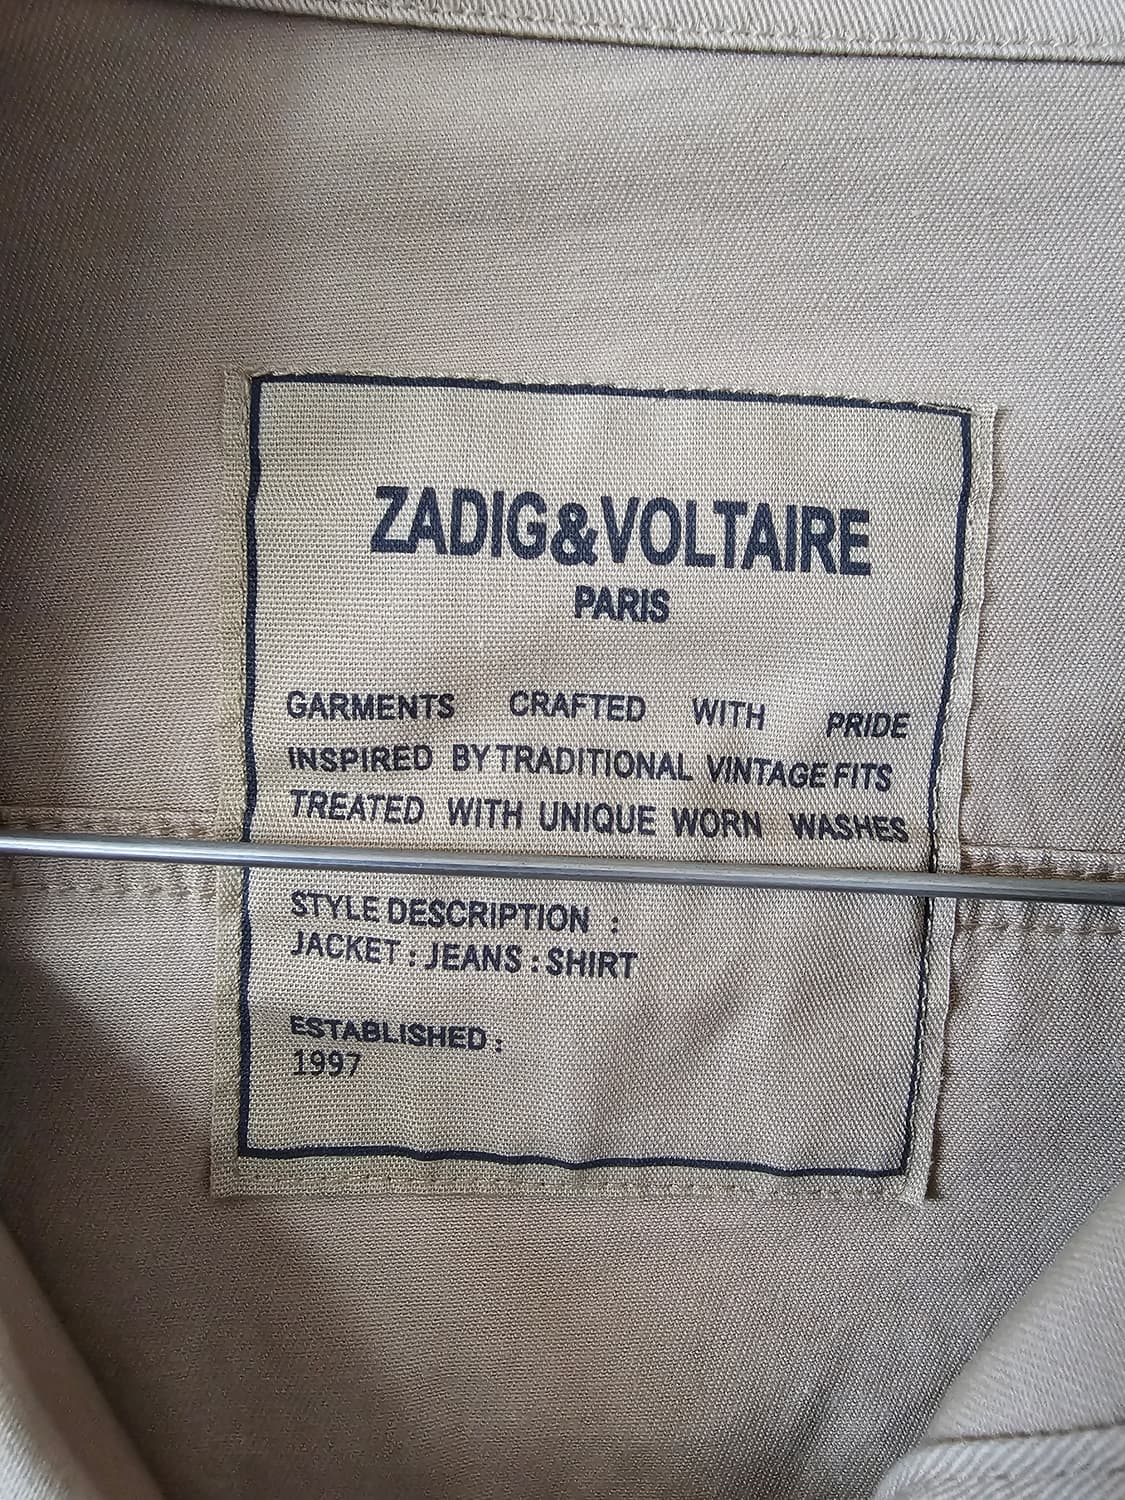 ZADIG&VOLTAIRE
PARIS
GARMENTS CRAFTED WITH PRIDE
INSPIRED BY TRADITIONAL VINTAGE FITS
TREATED WITH UNIQUE WORN WASHES
STYLE DESCRIPTION :
JACKET : JEANS : SHIRT
ESTABLISHED :
1997